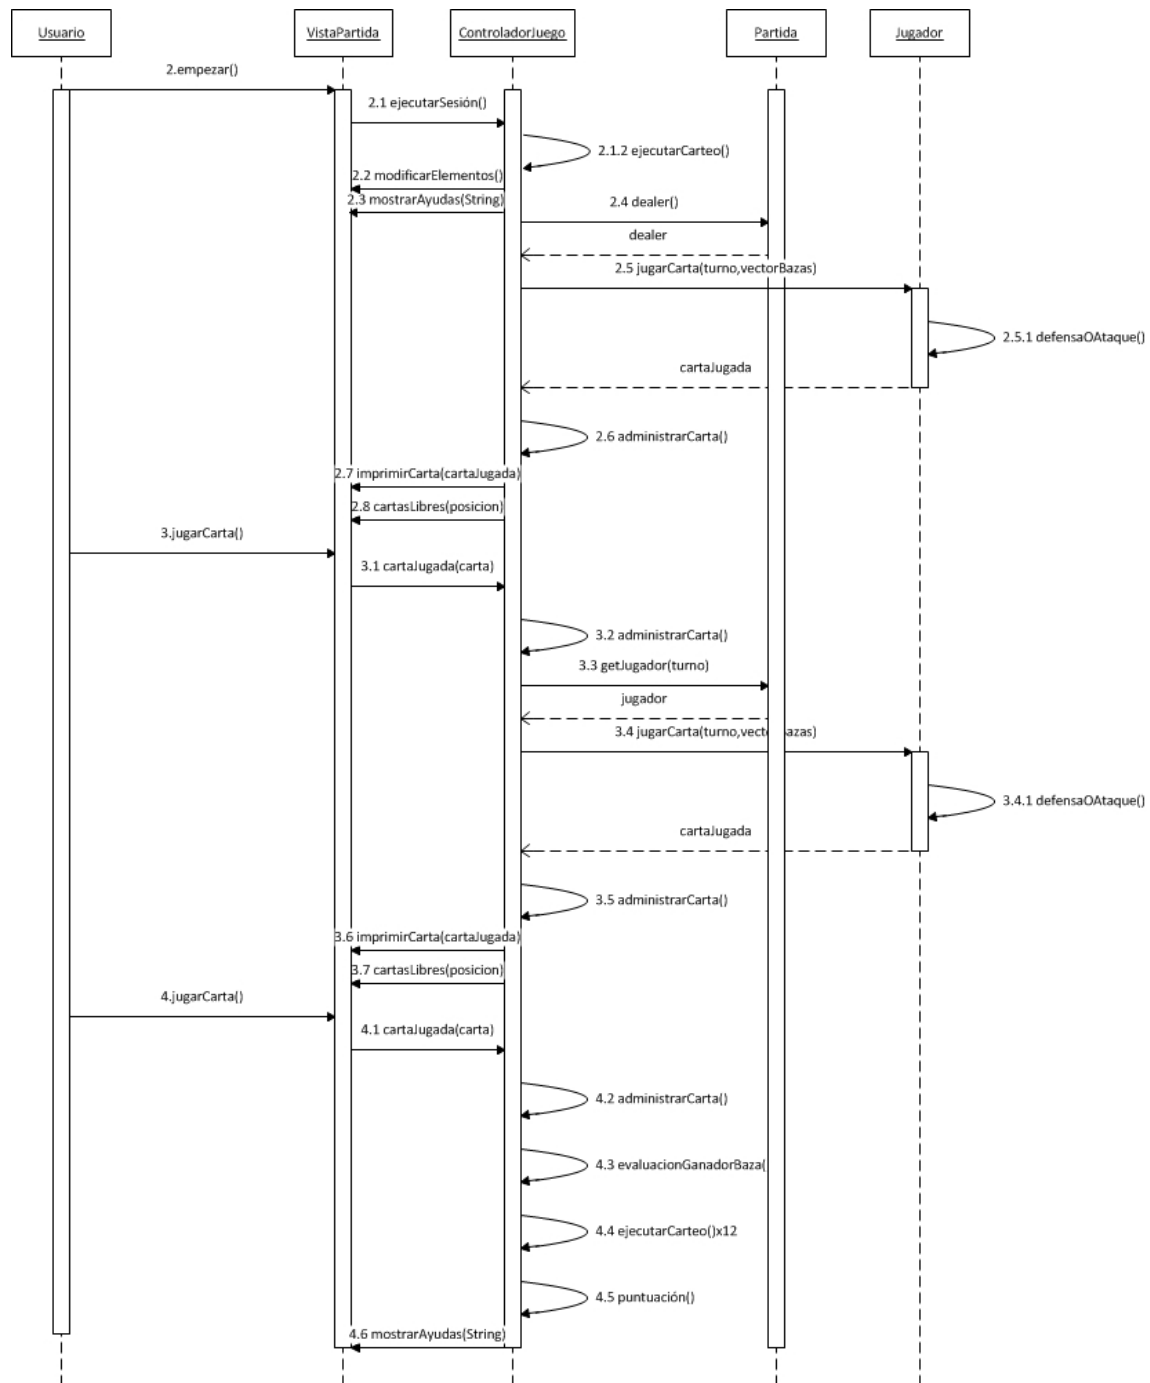 Usuario
VistaPartida
ControladorJuego
Partida
Jugador
2.empezar()
2.1 ejecutarSesión()
2.1.2 ejecutarCarteo()
2.2 modificarElementos()
2.3 mostrarAyudas(String)
2.4 dealer()
dealer
2.5 jugarCarta(turno,vectorBazas)
2.5.1 defensaOAtaque()
cartaJugada
2.6 administrarCarta()
2.7 imprimirCarta(cartaJugada)
2.8 cartasLibres(posicion)
3.jugarCarta()
3.1 cartaJugada(carta)
3.2 administrarCarta()
3.3 getJugador(turno)
jugador
3.4 jugarCarta(turno,vect azas)
3.4.1 defensaOAtaque()
cartaJugada
3.5 administrarCarta()
3.6 imprimirCarta(cartaJugada)
3.7 cartasLibres(posicion)
4.jugarCarta()
4.1 cartaJugada(carta)
4.2 administrarCarta()
4.3 evaluacionGanadorBaza(
4.4 ejecutarCarteo()x12
4.5 puntuación()
4.6 mostrarAyudas(String)